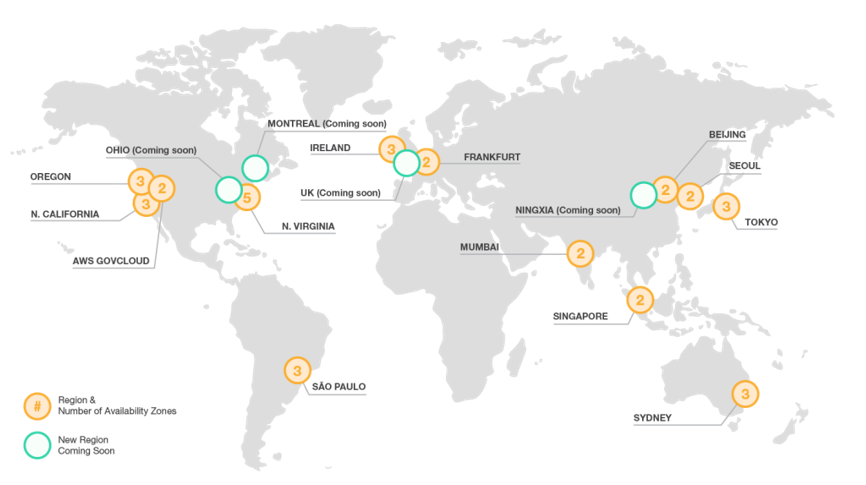 MONTREAL (Coming soon)
OHIO (Coming soon)
IRELAND
3
2
FRANKFURT
BEIJING
SEOUL
OREGON
3
2
3
5
N. CALIFORNIA
UK (Coming soon)
2
2
3
NINGXIA (Coming soon)
TOKYO
N. VIRGINIA
AWS GOVCLOUD
MUMBAI
2
2
SINGAPORE
3
SÃO PAULO
3
SYDNEY
#
Region &
Number of Availability Zones
New Region
Coming Soon